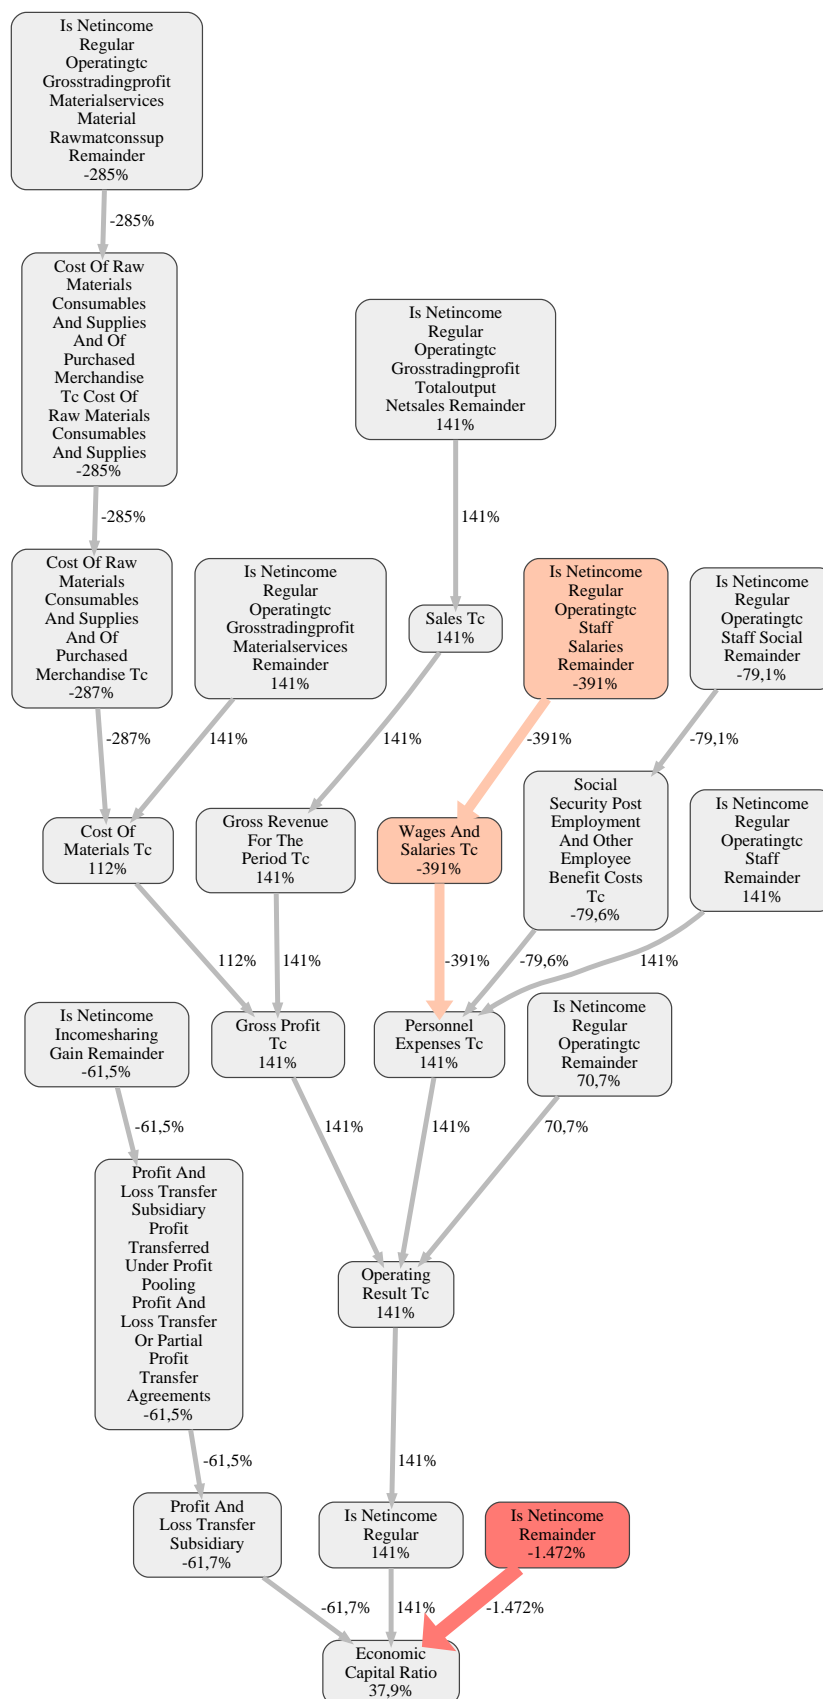 Is Netincome
Regular
Operatingtc
Grosstradingprofit
Materialservices
Material
Rawmatconssup
Remainder
-285%
-285%
Cost Of Raw
Materials
Consumables
And Supplies
And Of
Purchased
Merchandise
Tc Cost Of
Raw Materials
Consumables
And Supplies
-285%
Is Netincome
Regular
Operatingtc
Grosstradingprofit
Totaloutput
Netsales Remainder
141%
-285%
141%
Cost Of Raw
Materials
Consumables
And Supplies
And Of
Purchased
Merchandise Tc
-287%
Is Netincome
Regular
Operatingtc
Grosstradingprofit
Materialservices
Remainder
141%
Sales Tc
141%
Is Netincome
Regular
Operatingtc
Staff
Salaries
Remainder
-391%
Is Netincome
Regular
Operatingtc
Staff Social
Remainder
-79,1%
-287%
141%
141%
-391%
-79,1%
Cost Of
Materials Tc
112%
Gross Revenue
For The
Period Tc
141%
Wages And
Salaries Tc
-391%
Social
Security Post
Employment
And Other
Employee
Benefit Costs
Tc
-79,6%
Is Netincome
Regular
Operatingtc
Staff
Remainder
141%
112%
141%
-391%
-79,6%
141%
Is Netincome
Incomesharing
Gain Remainder
-61,5%
Gross Profit
Tc
141%
Personnel
Expenses Tc
141%
Is Netincome
Regular
Operatingtc
Remainder
70,7%
-61,5%
141%
141%
70,7%
Profit And
Loss Transfer
Subsidiary
Profit
Transferred
Under Profit
Pooling
Profit And
Loss Transfer
Or Partial
Profit
Transfer
Agreements
-61,5%
Operating
Result Tc
141%
-61,5%
141%
Profit And
Loss Transfer
Subsidiary
-61,7%
Is Netincome
Regular
141%
Is Netincome
Remainder
-1.472%
-61,7%
141%
-1.472%
Economic
Capital Ratio
37,9%